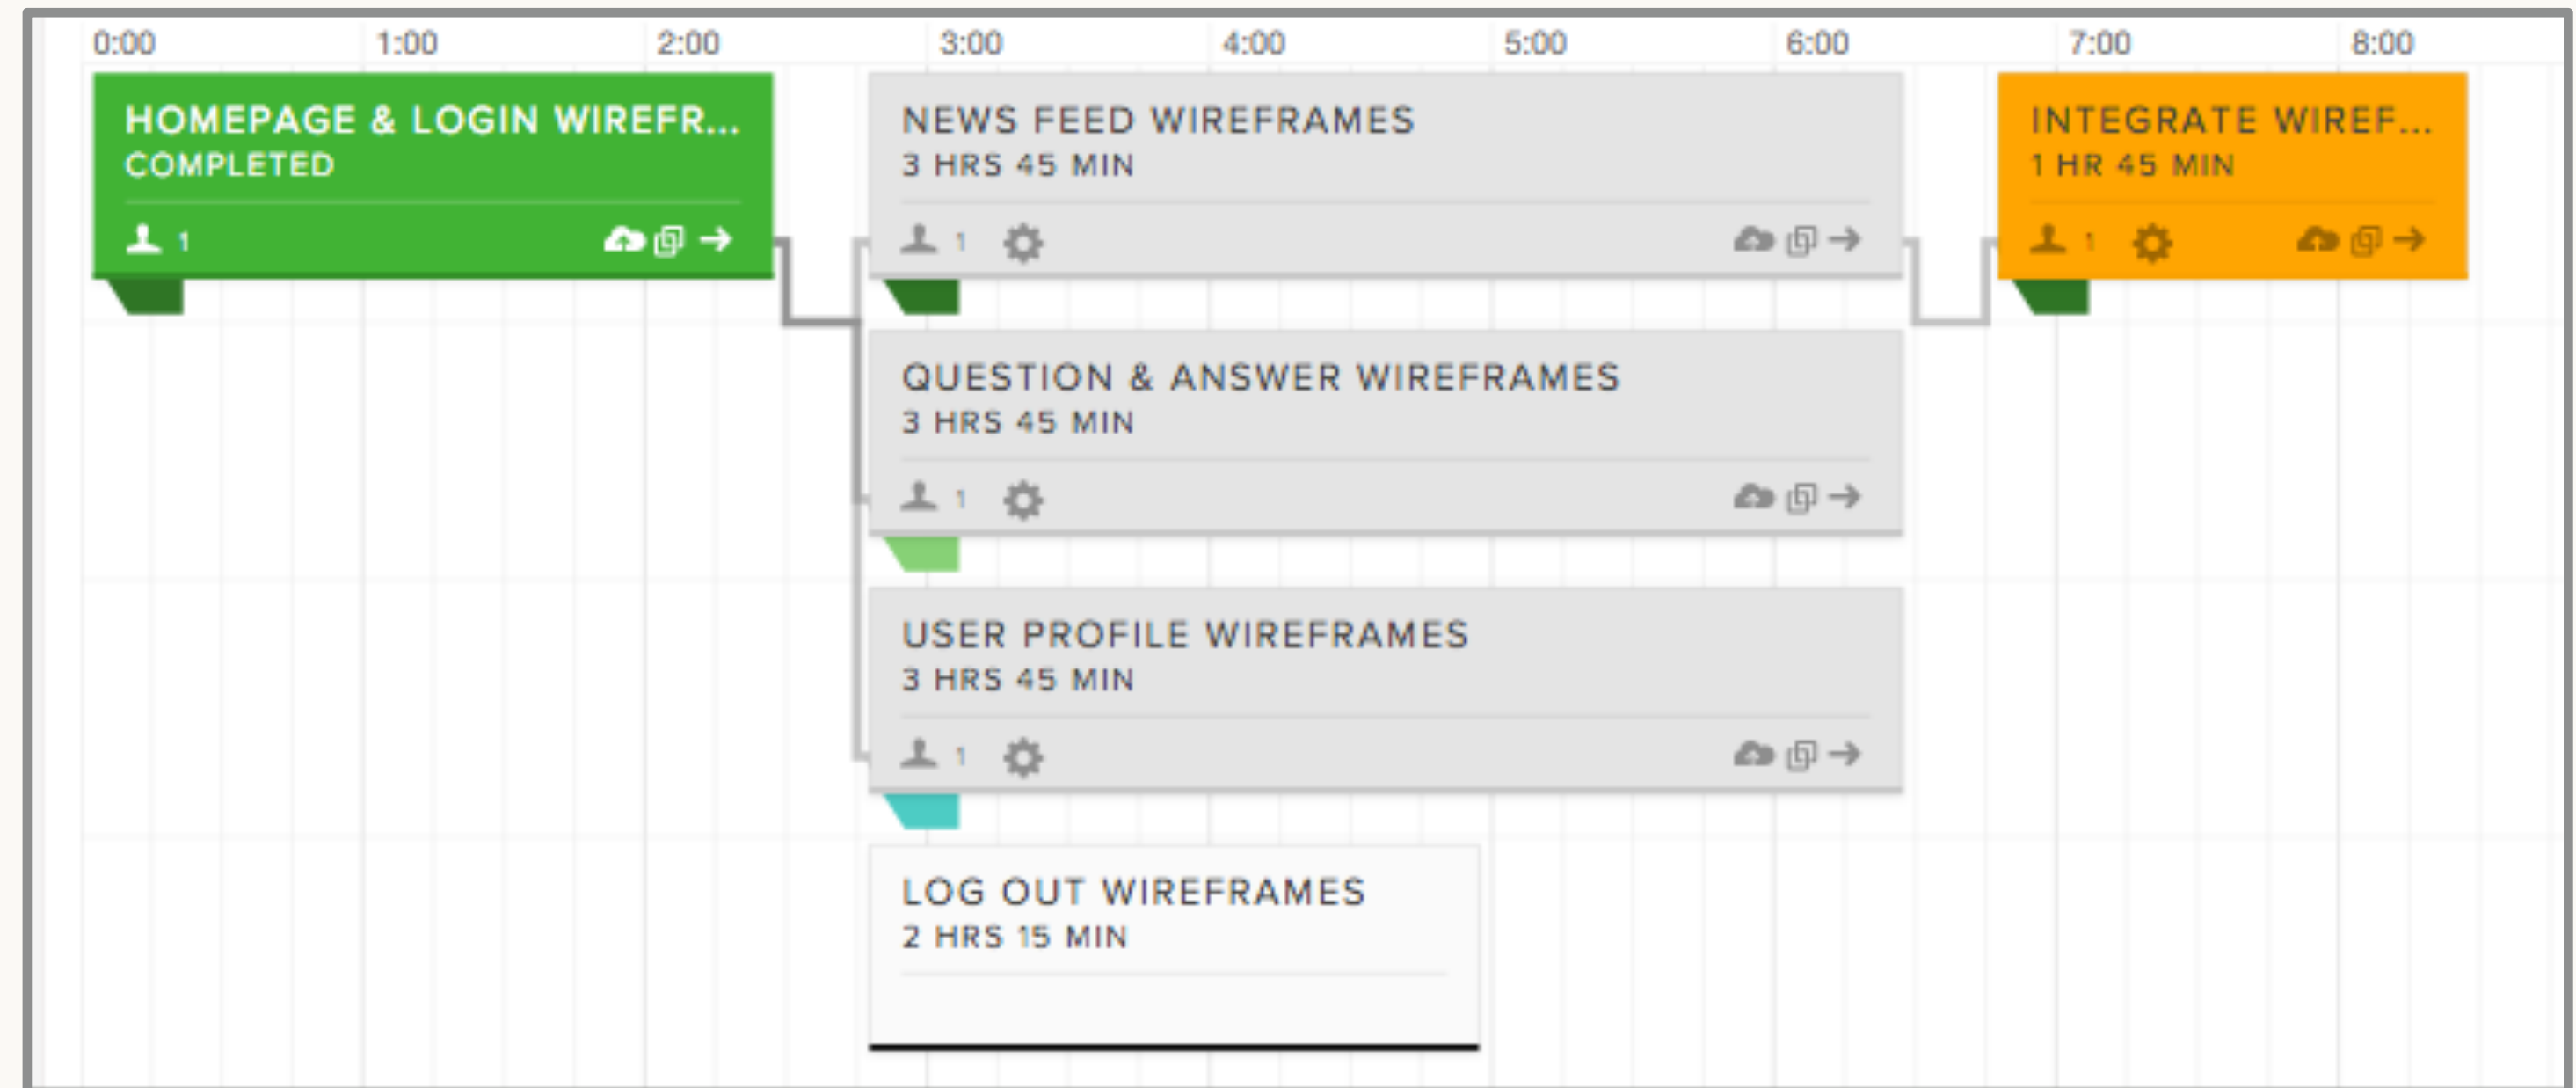 0:00 1:00 2:00 3:00 4:00 5:00 6:00 7:00 8:00
HOMEPAGE & LOGIN WIREFR...
COMPLETED
1
NEWS FEED WIREFRAMES
3 HRS 45 MIN
1
INTEGRATE WIREF...
1 HR 45 MIN
1
QUESTION & ANSWER WIREFRAMES
3 HRS 45 MIN
1
USER PROFILE WIREFRAMES
3 HRS 45 MIN
1
LOG OUT WIREFRAMES
2 HRS 15 MIN